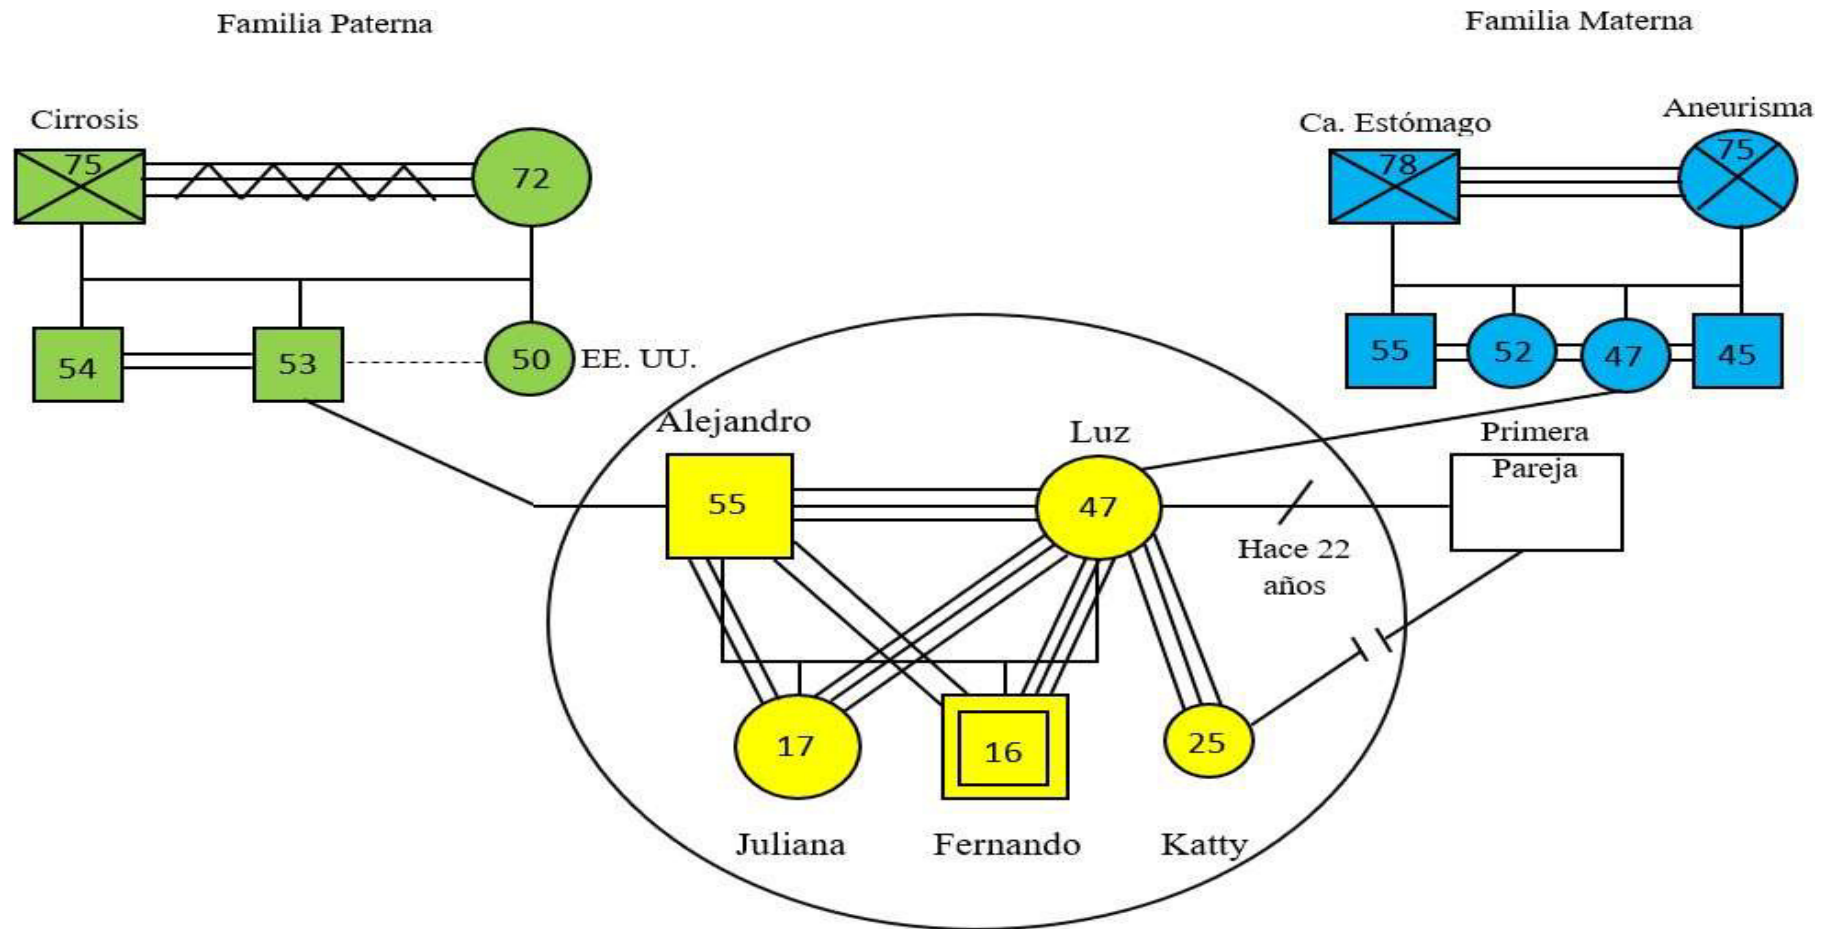 Familia Paterna
Familia Materna
Cirrosis
Ca. Estómago
Aneurisma
75
72
78
75
54
53
50
EE. UU.
55
52
47
45
Alejandro
Luz
Primera
Pareja
55
47
Hace 22
años
17
16
25
Juliana
Fernando
Katty